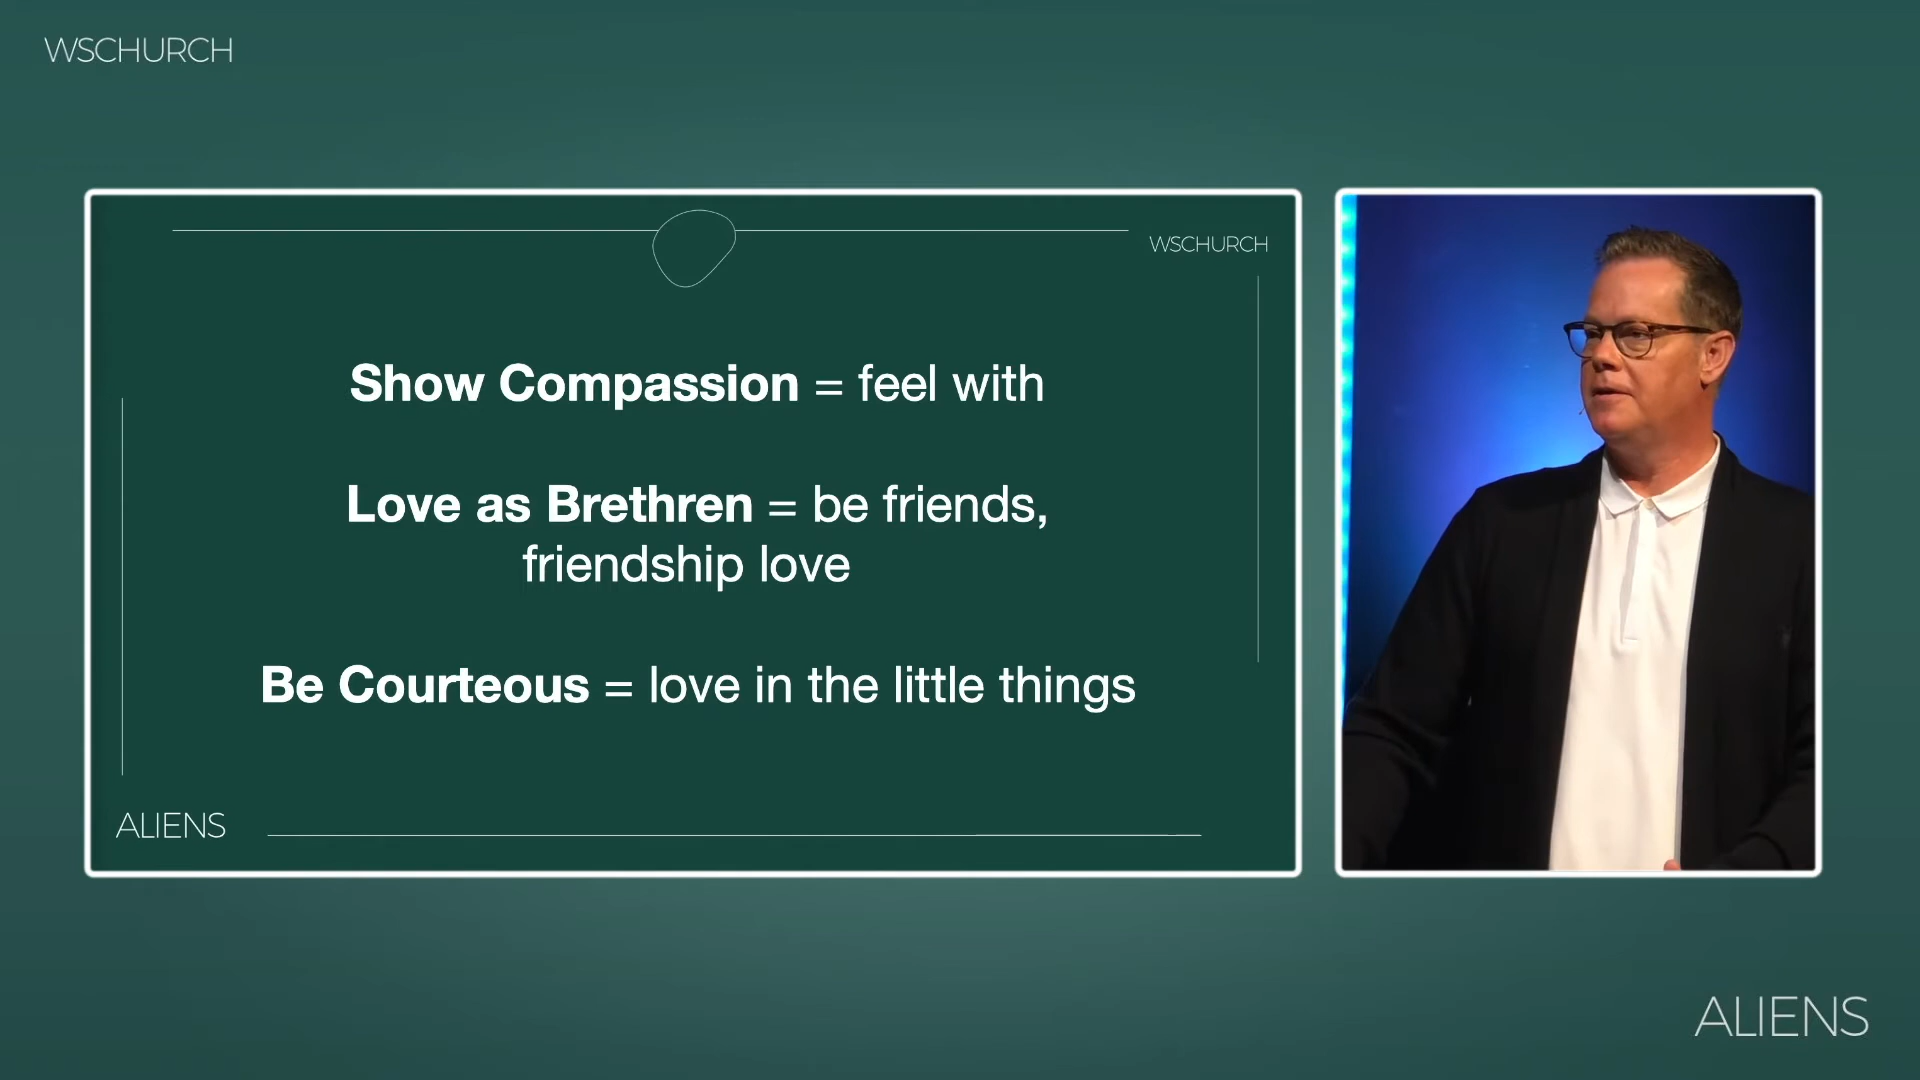 WSCHURCH
WSCHURCH
Show Compassion = feel with
Love as Brethren = be friends,
friendship love
Be Courteous = love in the little things
ALIENS
ALIENS